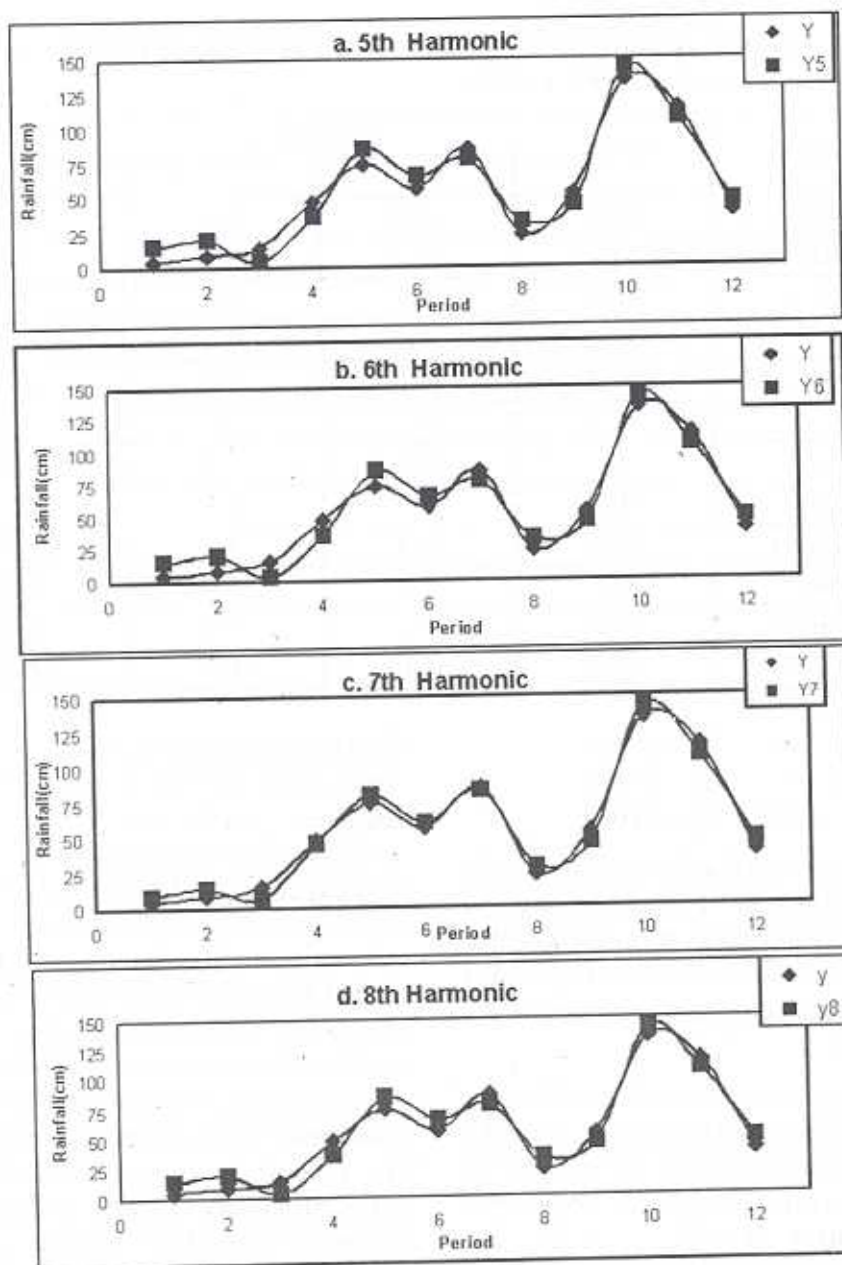 a. 5th Harmonic
Y
Y5
Rainfall(cm)
150
125
100
75
50
25
0
0 2 4 6 8 10 12
Period
b. 6th Harmonic
Y
Y6
Rainfall(cm)
150
125
100
75
50
25
0
0 2 4 6 8 10 12
Period
c. 7th Harmonic
Y
Y7
Rainfall(cm)
150
125
100
75
50
25
0
0 2 4 6 8 10 12
Period
d. 8th Harmonic
y
y8
Rainfall(cm)
150
125
100
75
50
25
0
0 2 4 6 8 10 12
Period